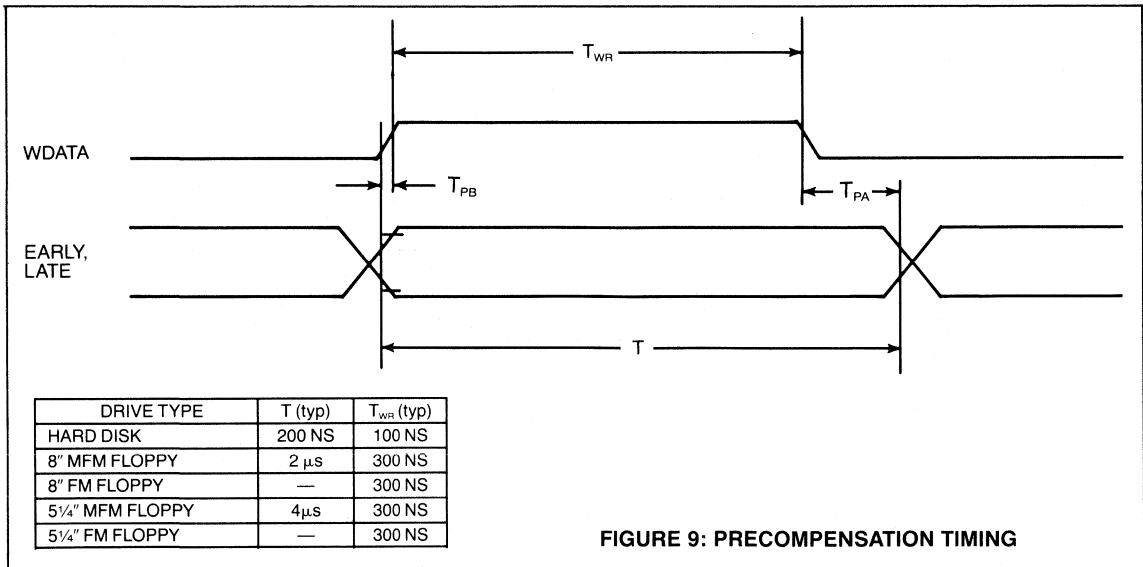 T_WR
WDATA
T_PB
T_PA
EARLY,
LATE
T
DRIVE TYPE T (typ) T_WR (typ)
HARD DISK 200 NS 100 NS
8" MFM FLOPPY 2 μs 300 NS
8" FM FLOPPY — 300 NS
5¼" MFM FLOPPY 4μs 300 NS
5¼" FM FLOPPY — 300 NS
FIGURE 9: PRECOMPENSATION TIMING